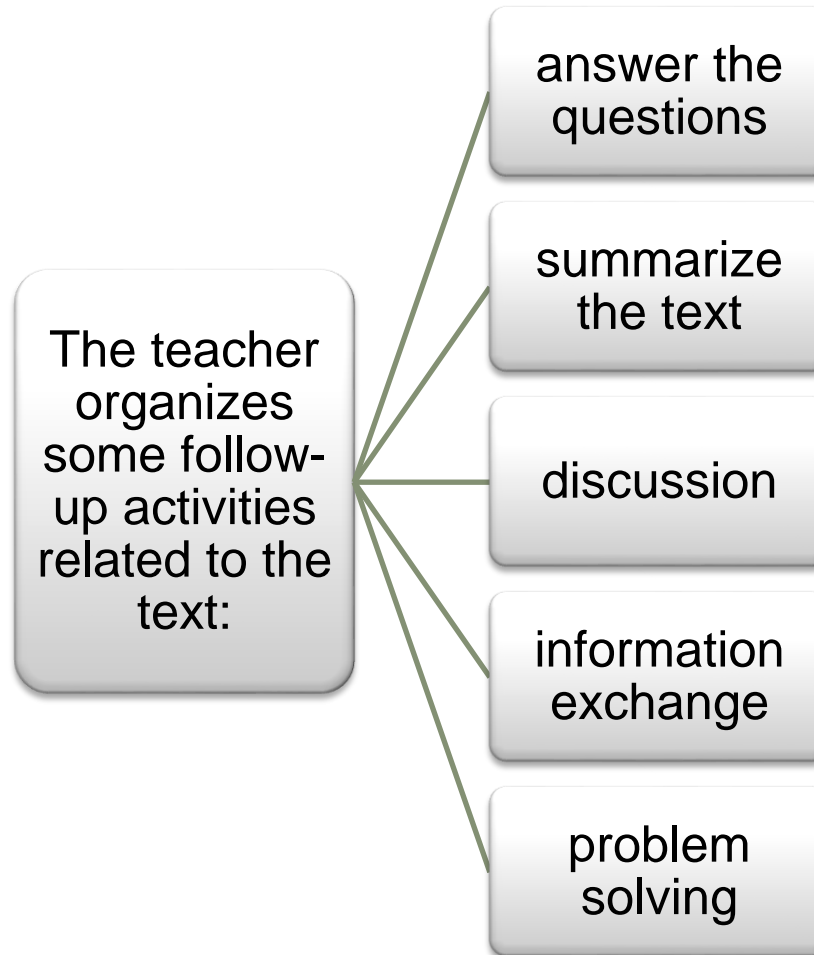 The teacher
organizes
some follow-
up activities
related to the
text:
answer the
questions
summarize
the text
discussion
information
exchange
problem
solving